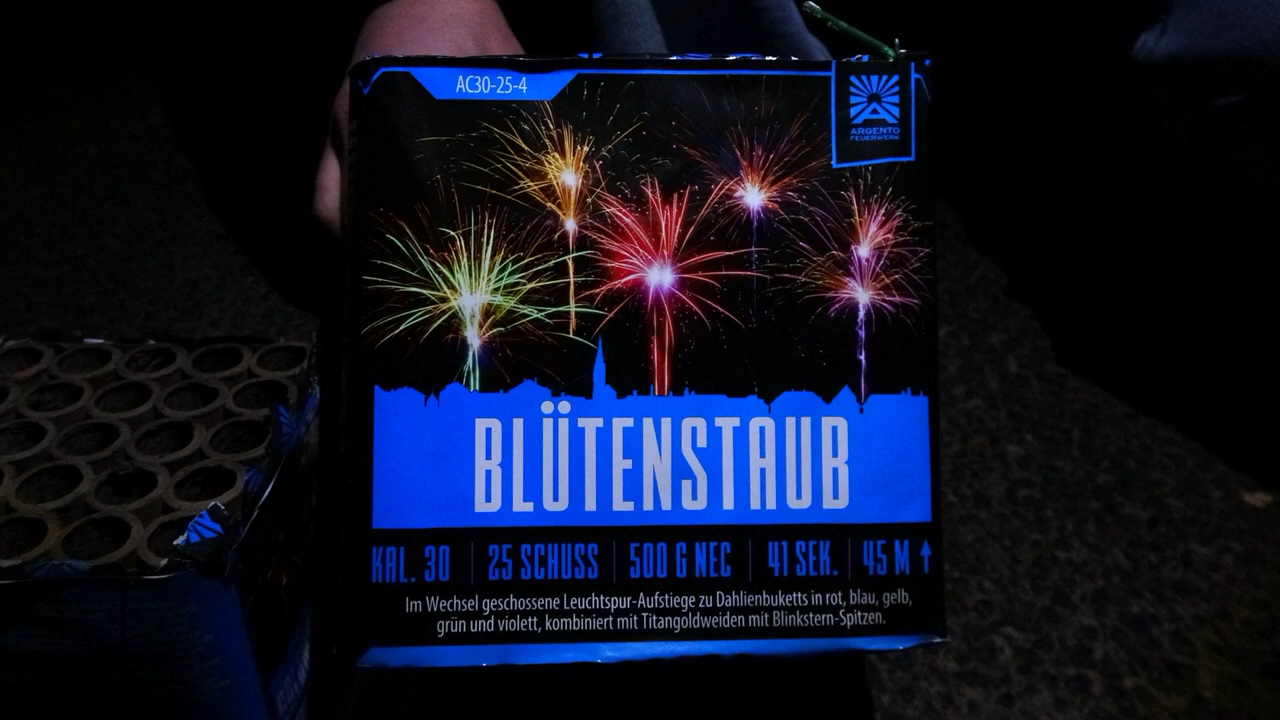 AC30-25-4
ARGENTO
FEUERWERK
BLÜTENSTAUB
KAL. 30 | 25 SCHUSS | 500 G NEC | 41 SEK. | 45 M ↑
Im Wechsel geschossene Leuchtspur-Aufstiege zu Dahlienbuketts in rot, blau, gelb,
grün und violett, kombiniert mit Titangoldweiden mit Blinkstern-Spitzen.